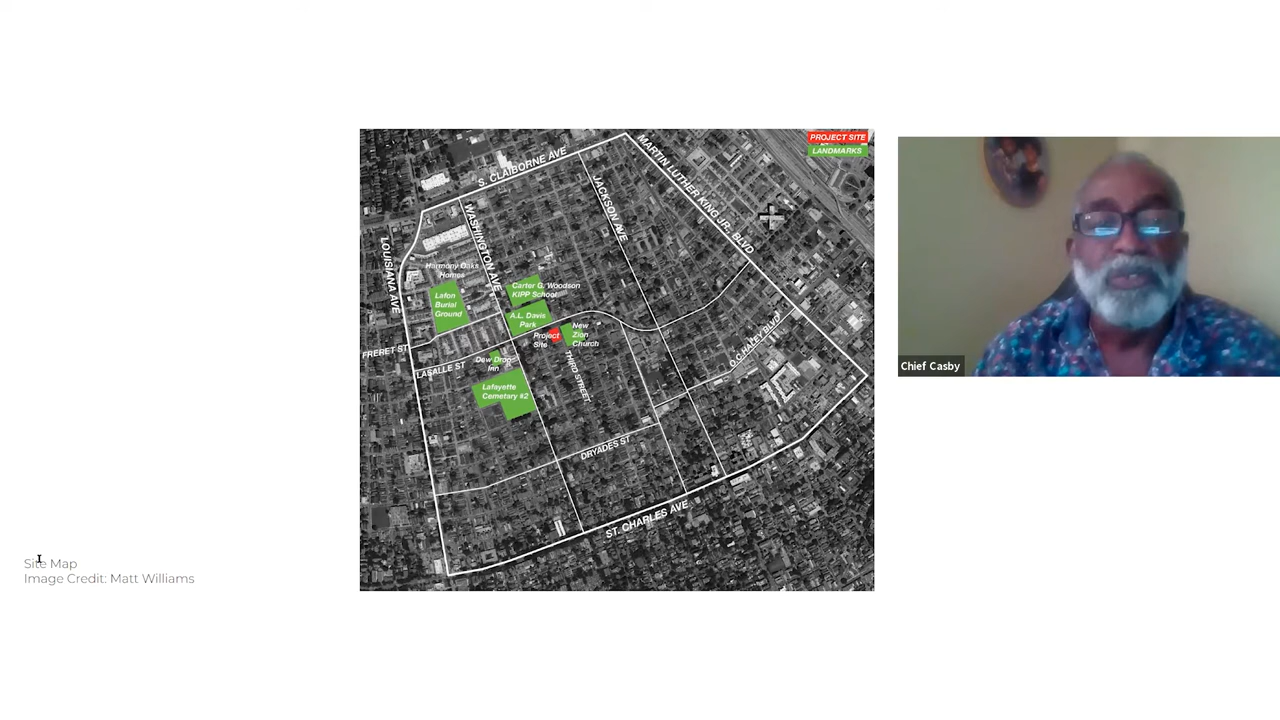 PROJECT SITE
LANDMARKS
S. CLAIBORNE AVE
MARTIN LUTHER KING JR. BLVD
JACKSON AVE
WASHINGTON AVE
LOUISIANA AVE
Harmony Oaks
Homes
Carter G. Woodson
KIPP School
Lafon
Burial
Ground
A.L. Davis
Park
Project
Site
New
Zion
Church
FRERET ST
LASALLE ST
Dew Drop
Inn
THIRD STREET
O.C. HALEY BLVD
Lafayette
Cemetary #2
DRYADES ST
ST. CHARLES AVE
Chief Casby
Site Map
Image Credit: Matt Williams